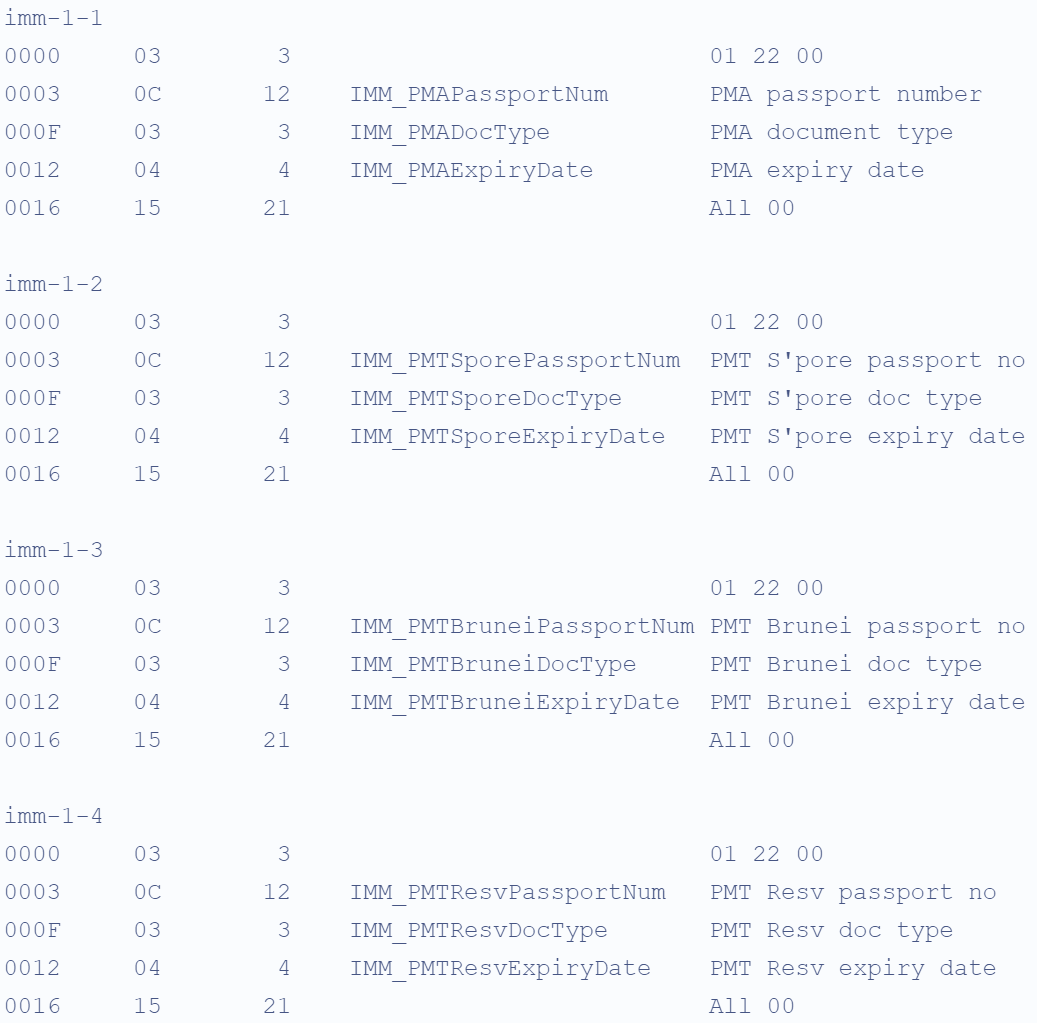 imm-1-1
0000 03 3 01 22 00
0003 0C 12 IMM_PMAPassportNum PMA passport number
000F 03 3 IMM_PMADocType PMA document type
0012 04 4 IMM_PMAExpiryDate PMA expiry date
0016 15 21 All 00
imm-1-2
0000 03 3 01 22 00
0003 0C 12 IMM_PMTSporePassportNum PMT S'pore passport no
000F 03 3 IMM_PMTSporeDocType PMT S'pore doc type
0012 04 4 IMM_PMTSporeExpiryDate PMT S'pore expiry date
0016 15 21 All 00
imm-1-3
0000 03 3 01 22 00
0003 0C 12 IMM_PMTBruneiPassportNum PMT Brunei passport no
000F 03 3 IMM_PMTBruneiDocType PMT Brunei doc type
0012 04 4 IMM_PMTBruneiExpiryDate PMT Brunei expiry date
0016 15 21 All 00
imm-1-4
0000 03 3 01 22 00
0003 0C 12 IMM_PMTResvPassportNum PMT Resv passport no
000F 03 3 IMM_PMTResvDocType PMT Resv doc type
0012 04 4 IMM_PMTResvExpiryDate PMT Resv expiry date
0016 15 21 All 00